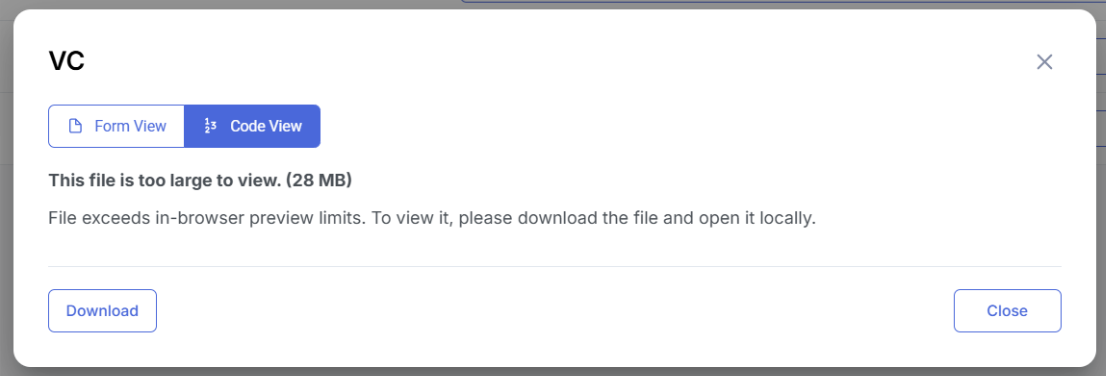 VC
Form View
Code View
This file is too large to view. (28 MB)
File exceeds in-browser preview limits. To view it, please download the file and open it locally.
Download
Close